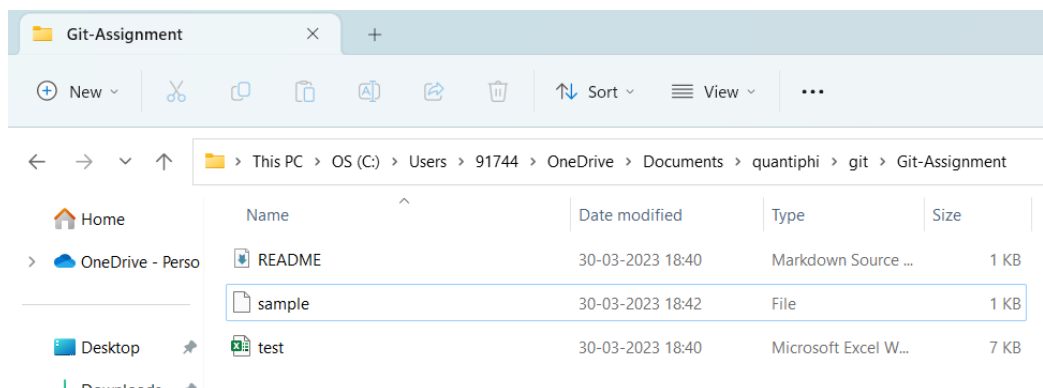 Git-Assignment
New
Sort
View
This PC > OS (C:) > Users > 91744 > OneDrive > Documents > quantiphi > git > Git-Assignment
Home
OneDrive - Perso
Desktop
Downloads
Name Date modified Type Size
README 30-03-2023 18:40 Markdown Source ... 1 KB
sample 30-03-2023 18:42 File 1 KB
test 30-03-2023 18:40 Microsoft Excel W... 7 KB